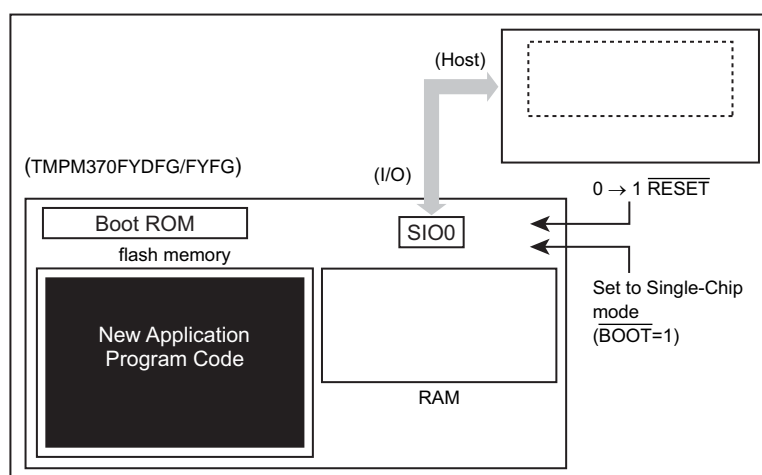 (Host)
(TMPM370FYDFG/FYFG)
(I/O)
0 → 1 RESET
Boot ROM
SIO0
flash memory
Set to Single-Chip
mode
(BOOT=1)
New Application
Program Code
RAM